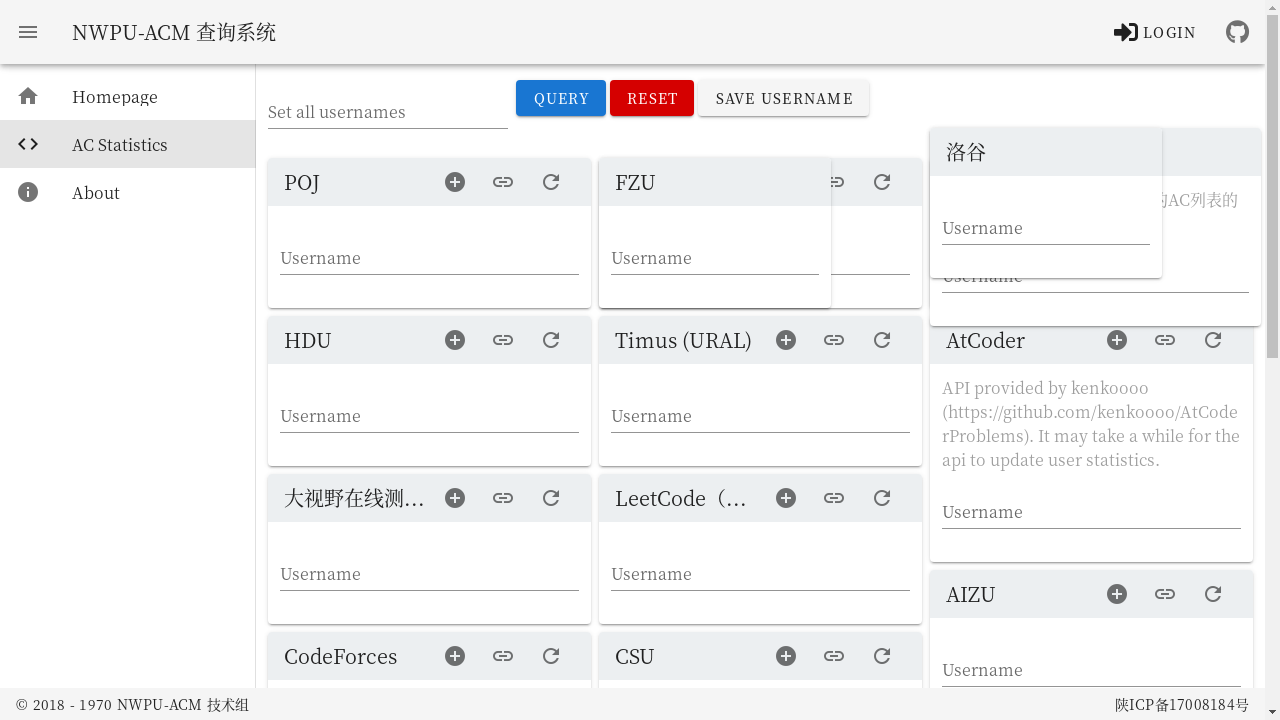 NWPU-ACM 查询系统
LOGIN
Homepage
AC Statistics
About
Set all usernames
QUERY
RESET
SAVE USERNAME
POJ
Username
FZU
Username
洛谷
的AC列表的
Username
Username
HDU
Username
Timus (URAL)
Username
AtCoder
API provided by kenkoooo
(https://github.com/kenkoooo/AtCode
rProblems). It may take a while for the
api to update user statistics.
Username
大视野在线测...
Username
LeetCode（...
Username
AIZU
Username
CodeForces
CSU
© 2018 - 1970 NWPU-ACM 技术组
陕ICP备17008184号